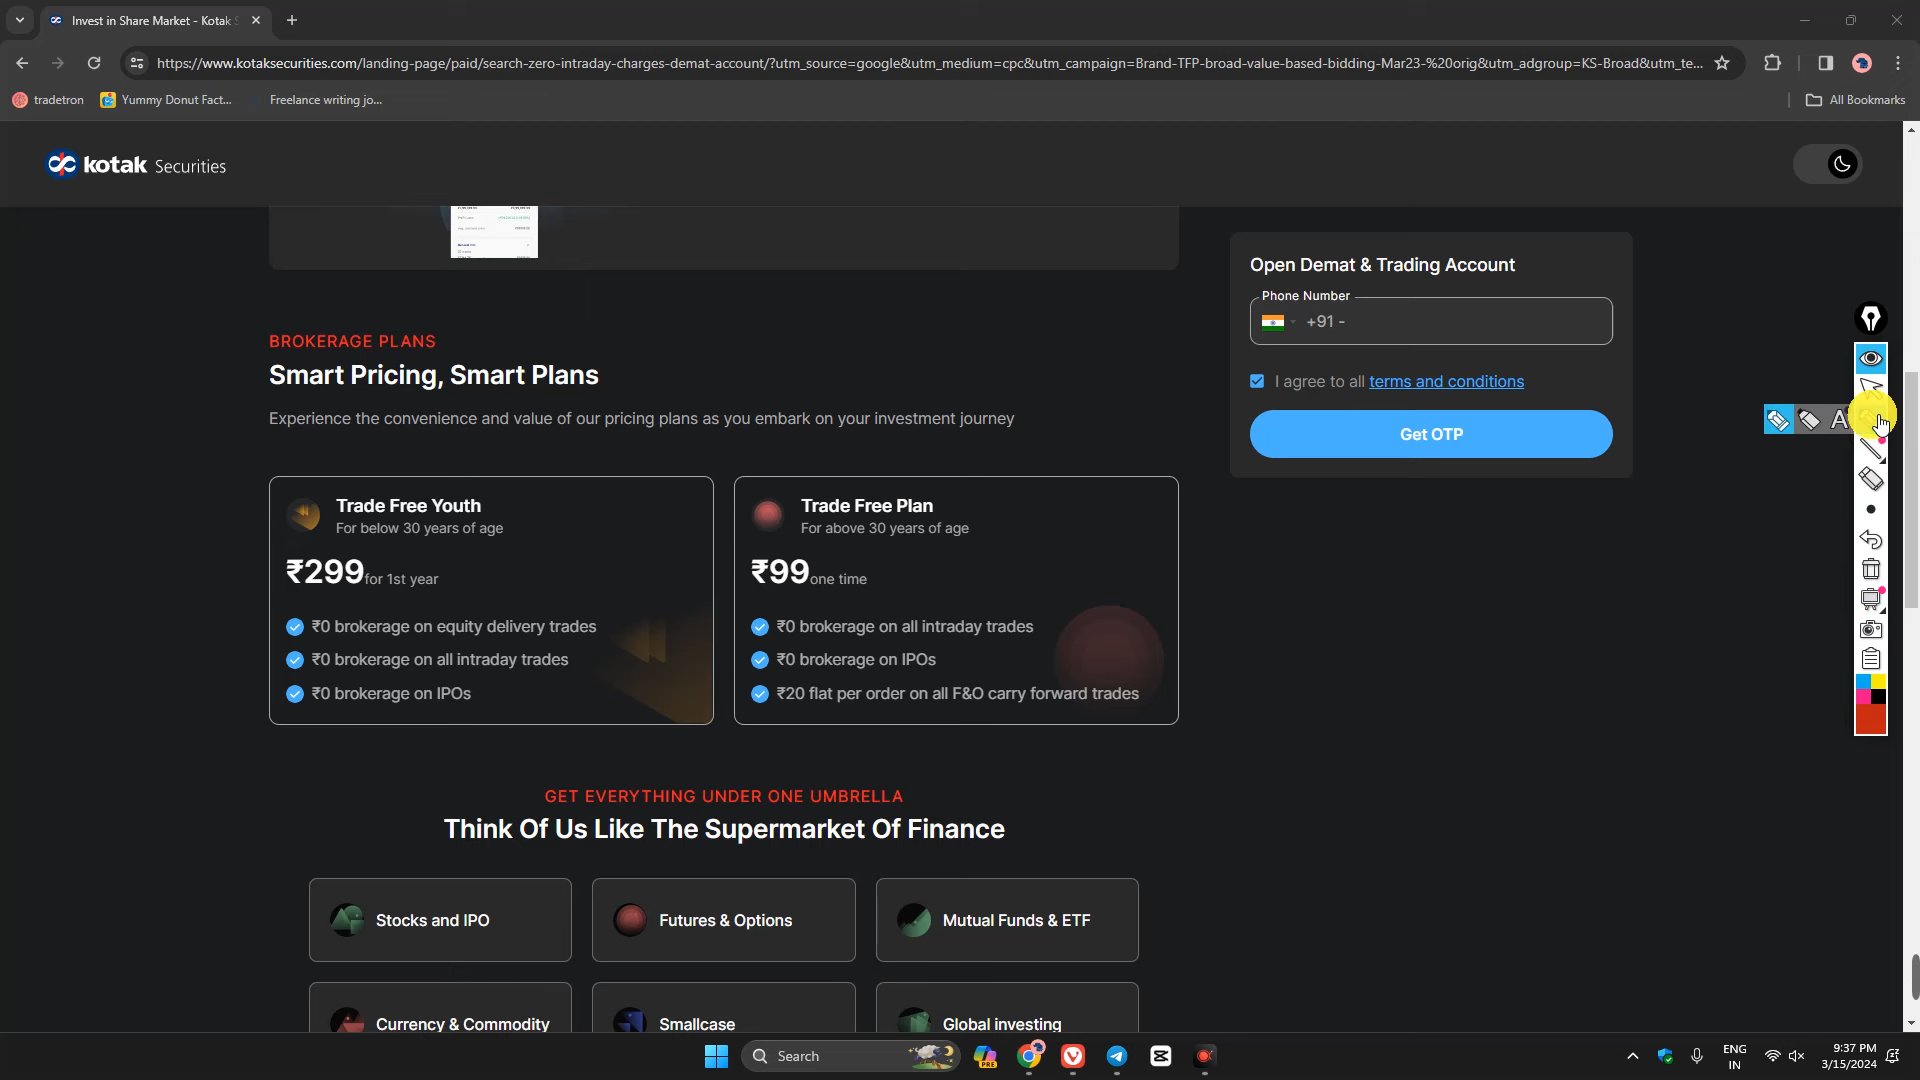 Invest in Share Market - Kotak S
https://www.kotaksecurities.com/landing-page/paid/search-zero-intraday-charges-demat-account/?utm_source=google&utm_medium=cpc&utm_campaign=Brand-TFP-broad-value-based-bidding-Mar23-%20orig&utm_adgroup=KS-Broad&utm_te...
tradetron
Yummy Donut Fact...
Freelance writing jo...
All Bookmarks
kotak Securities
Open Demat & Trading Account
Phone Number
+91 -
I agree to all terms and conditions
Get OTP
BROKERAGE PLANS
Smart Pricing, Smart Plans
Experience the convenience and value of our pricing plans as you embark on your investment journey
Trade Free Youth
For below 30 years of age
₹299 for 1st year
₹0 brokerage on equity delivery trades
₹0 brokerage on all intraday trades
₹0 brokerage on IPOs
Trade Free Plan
For above 30 years of age
₹99 one time
₹0 brokerage on all intraday trades
₹0 brokerage on IPOs
₹20 flat per order on all F&O carry forward trades
A
GET EVERYTHING UNDER ONE UMBRELLA
Think Of Us Like The Supermarket Of Finance
Stocks and IPO
Futures & Options
Mutual Funds & ETF
Currency & Commodity
Smallcase
Global investing
Search
PRE
ENG
IN
9:37 PM
3/15/2024